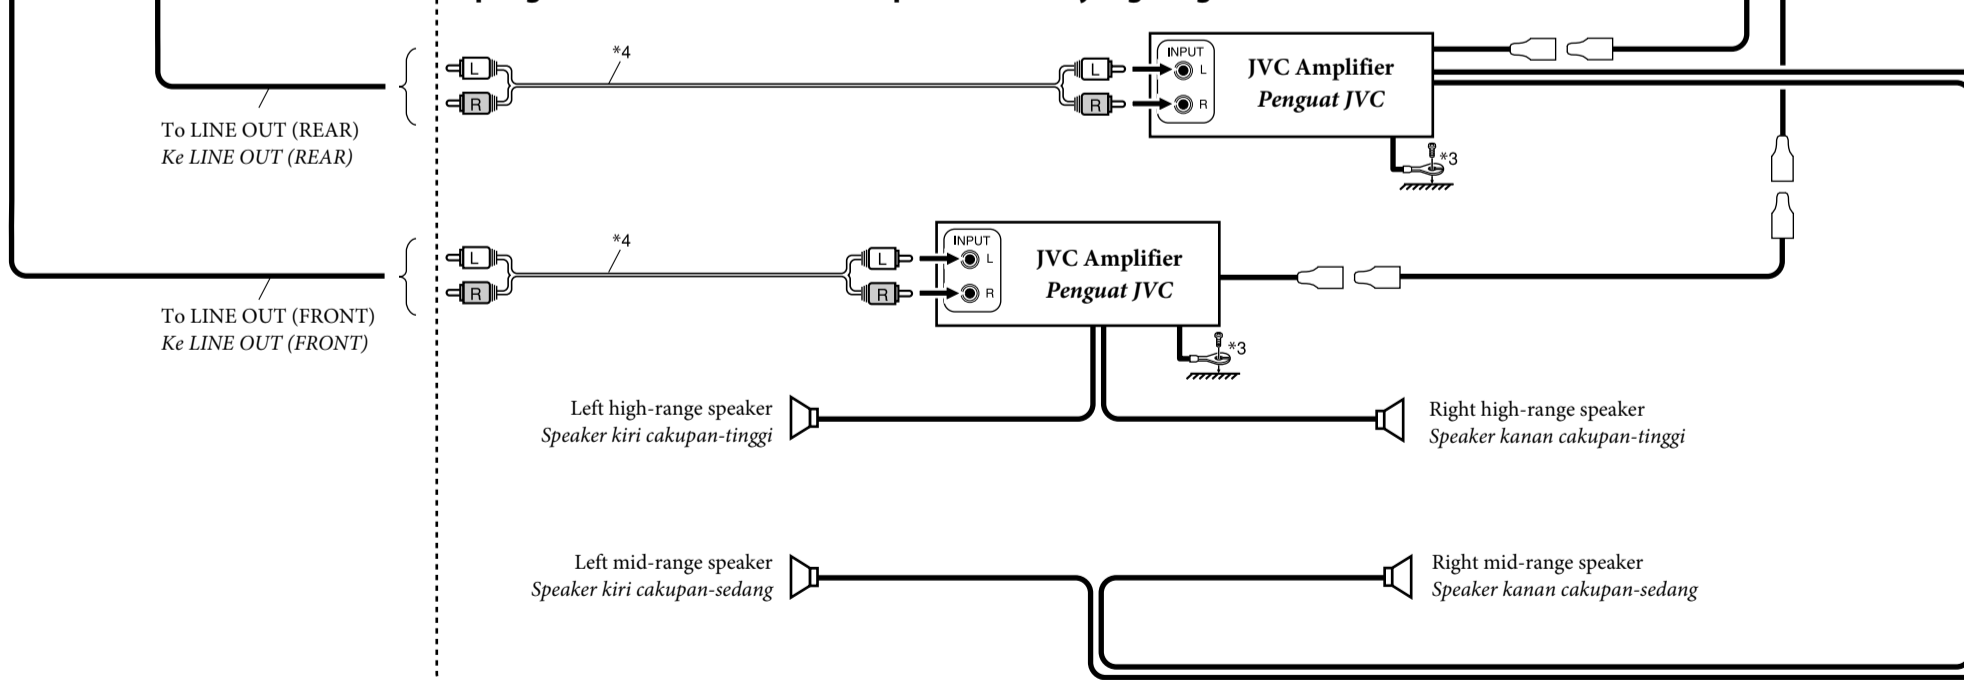 *4
L
R
L
R
INPUT
L
R
JVC Amplifier
Penguat JVC
*3
To LINE OUT (REAR)
Ke LINE OUT (REAR)
*4
L
R
L
R
INPUT
L
R
JVC Amplifier
Penguat JVC
*3
To LINE OUT (FRONT)
Ke LINE OUT (FRONT)
Left high-range speaker
Speaker kiri cakupan-tinggi
Right high-range speaker
Speaker kanan cakupan-tinggi
Left mid-range speaker
Speaker kiri cakupan-sedang
Right mid-range speaker
Speaker kanan cakupan-sedang